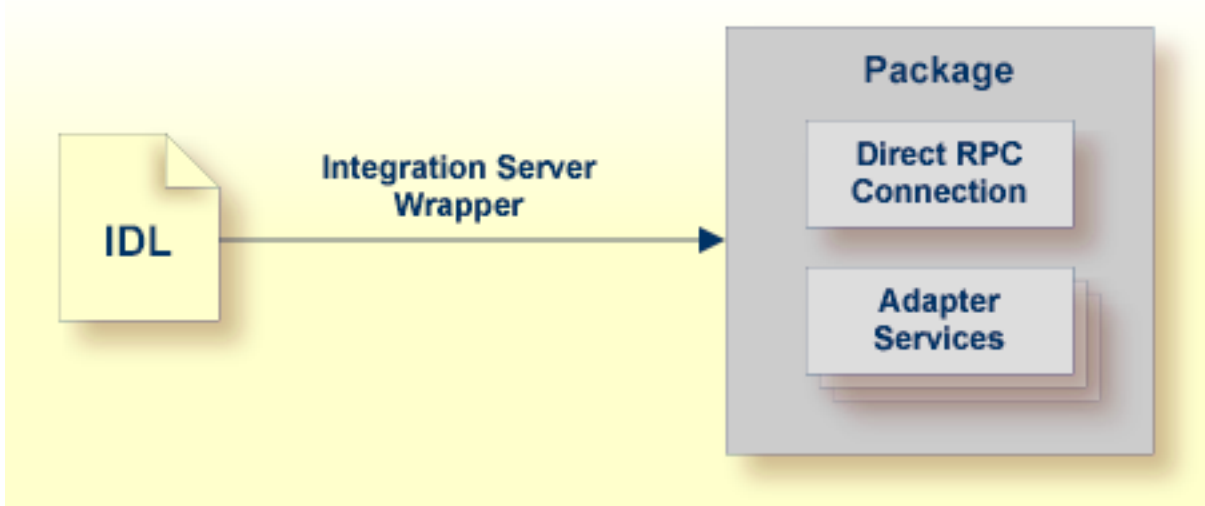 Package
Direct RPC
Connection
Integration Server
Wrapper
IDL
Adapter
Services